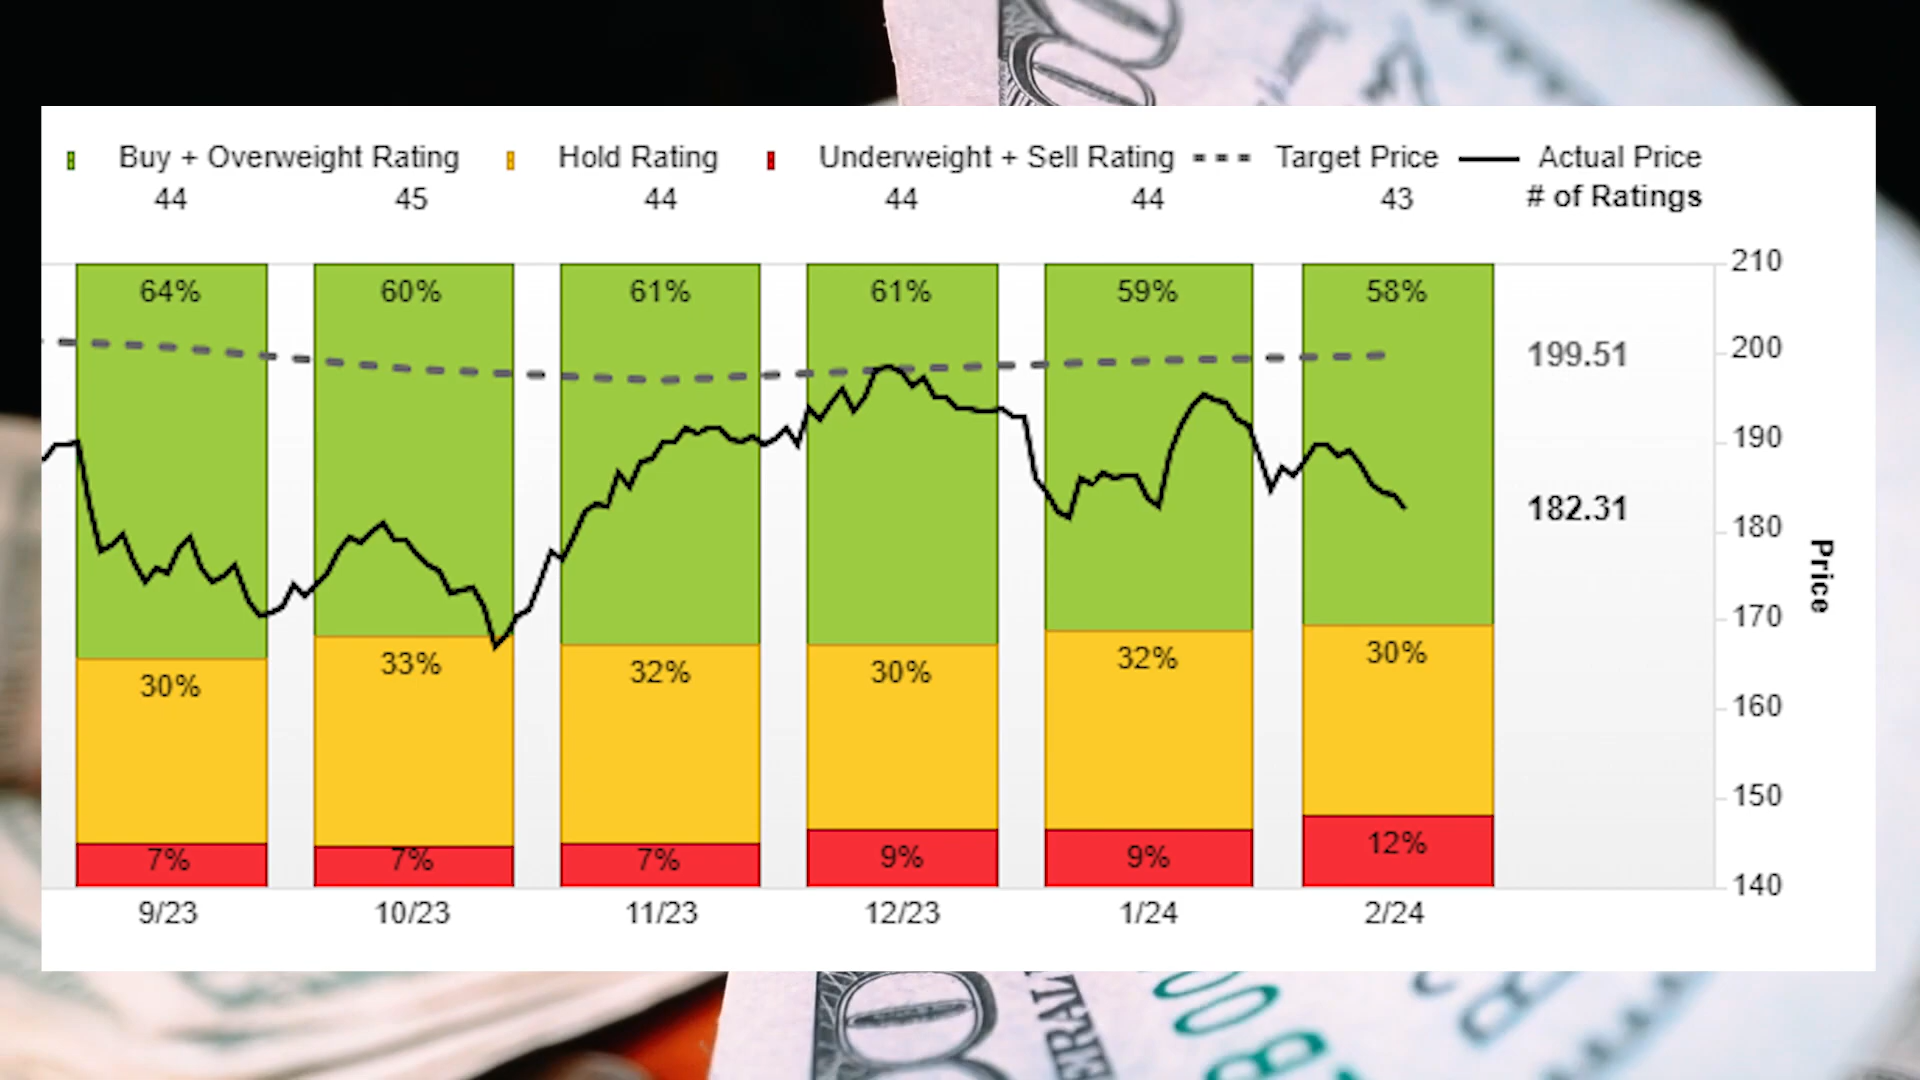 Buy + Overweight Rating Hold Rating Underweight + Sell Rating Target Price Actual Price
44 45 44 44 44 43 # of Ratings
64% 60% 61% 61% 59% 58%
30% 33% 32% 30% 32% 30%
7% 7% 7% 9% 9% 12%
199.51
182.31
210
200
190
180
170
160
150
140
Price
9/23 10/23 11/23 12/23 1/24 2/24
ERAL